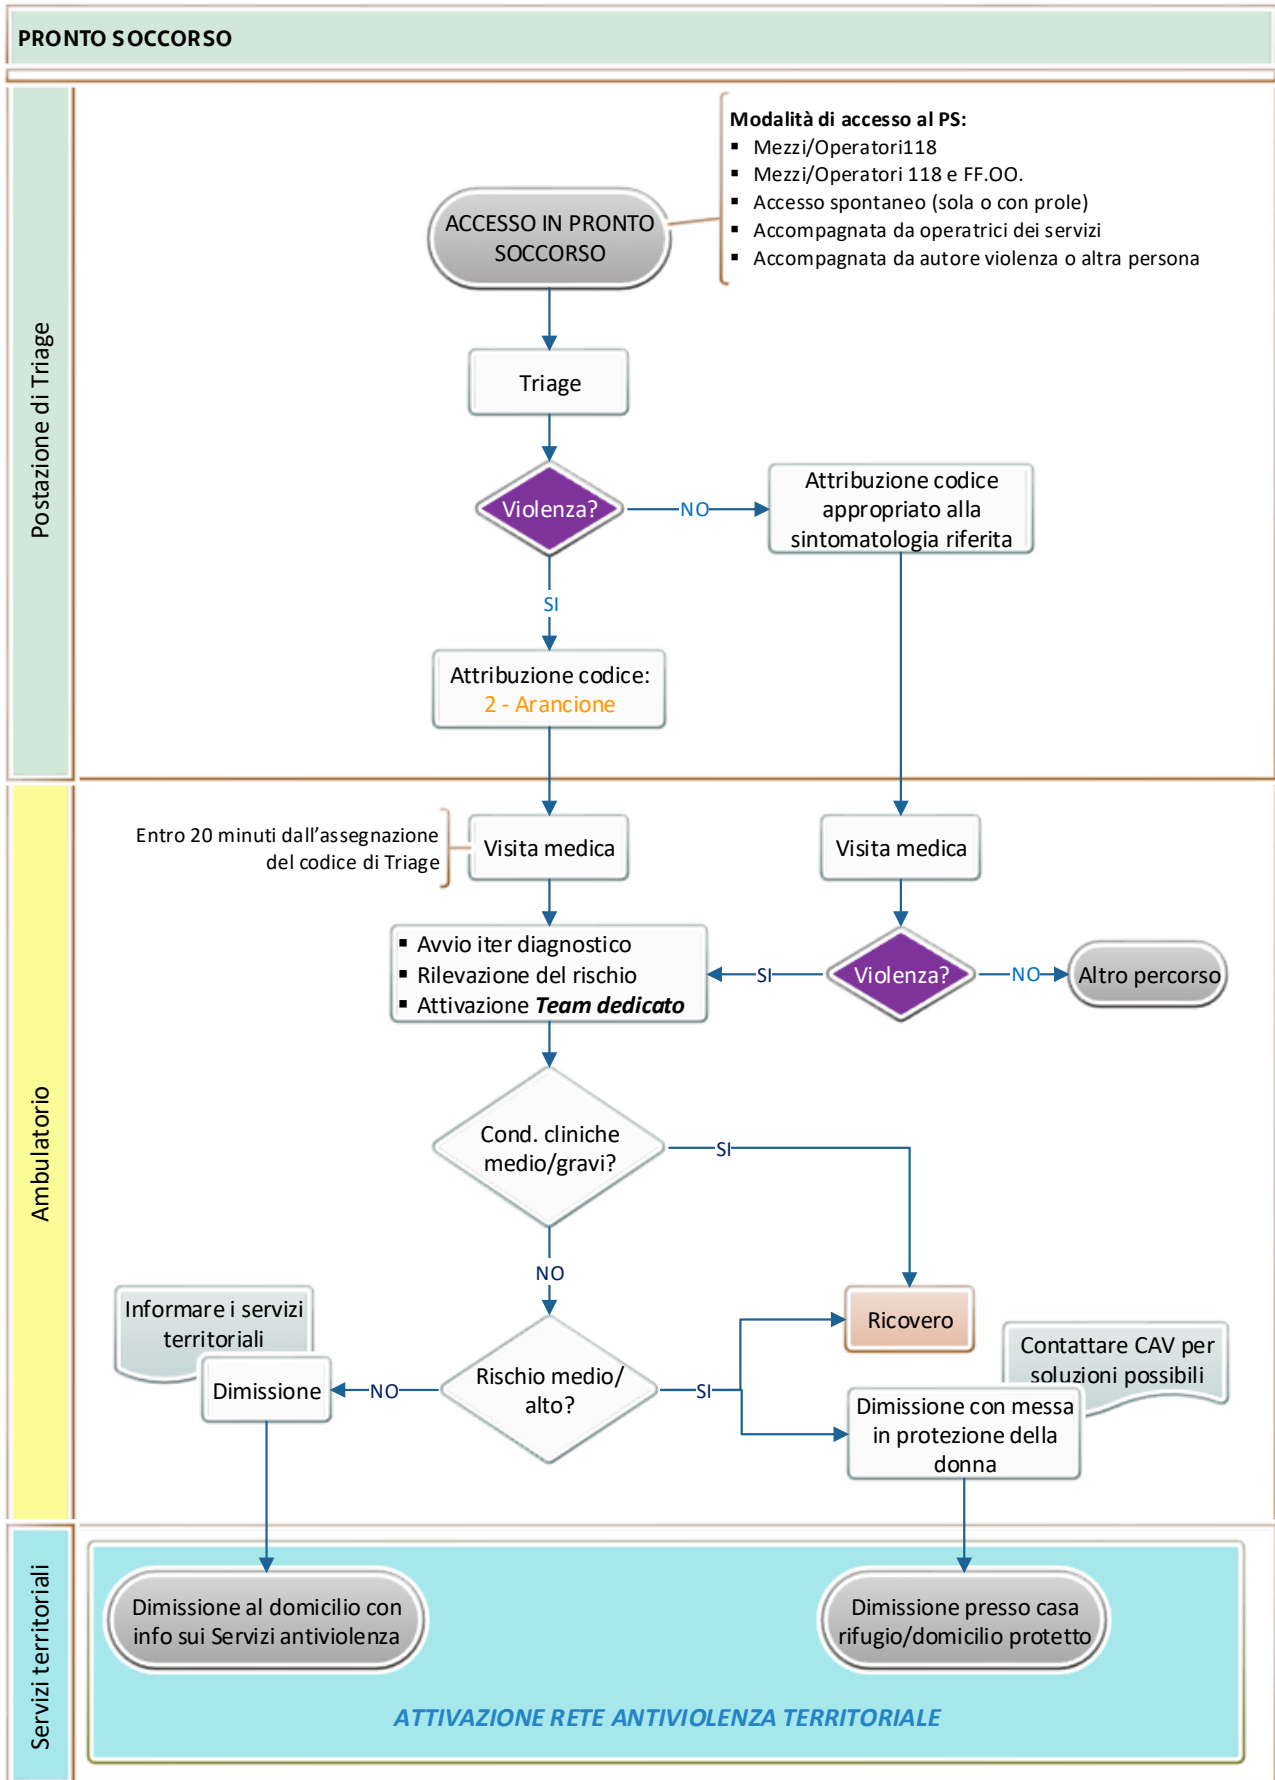 PRONTO SOCCORSO
Postazione di Triage
Modalità di accesso al PS:
▪ Mezzi/Operatori118
▪ Mezzi/Operatori 118 e FF.OO.
▪ Accesso spontaneo (sola o con prole)
▪ Accompagnata da operatrici dei servizi
▪ Accompagnata da autore violenza o altra persona
ACCESSO IN PRONTO
SOCCORSO
Triage
Violenza?
NO
Attribuzione codice
appropriato alla
sintomatologia riferita
SI
Attribuzione codice:
2 - Arancione
Ambulatorio
Entro 20 minuti dall'assegnazione
del codice di Triage
Visita medica
Visita medica
▪ Avvio iter diagnostico
▪ Rilevazione del rischio
▪ Attivazione Team dedicato
SI
Violenza?
NO
Altro percorso
Cond. cliniche
medio/gravi?
SI
NO
Informare i servizi
territoriali
Dimissione
NO
Rischio medio/
alto?
SI
Ricovero
Contattare CAV per
soluzioni possibili
Dimissione con messa
in protezione della
donna
Servizi territoriali
Dimissione al domicilio con
info sui Servizi antiviolenza
Dimissione presso casa
rifugio/domicilio protetto
ATTIVAZIONE RETE ANTIVIOLENZA TERRITORIALE